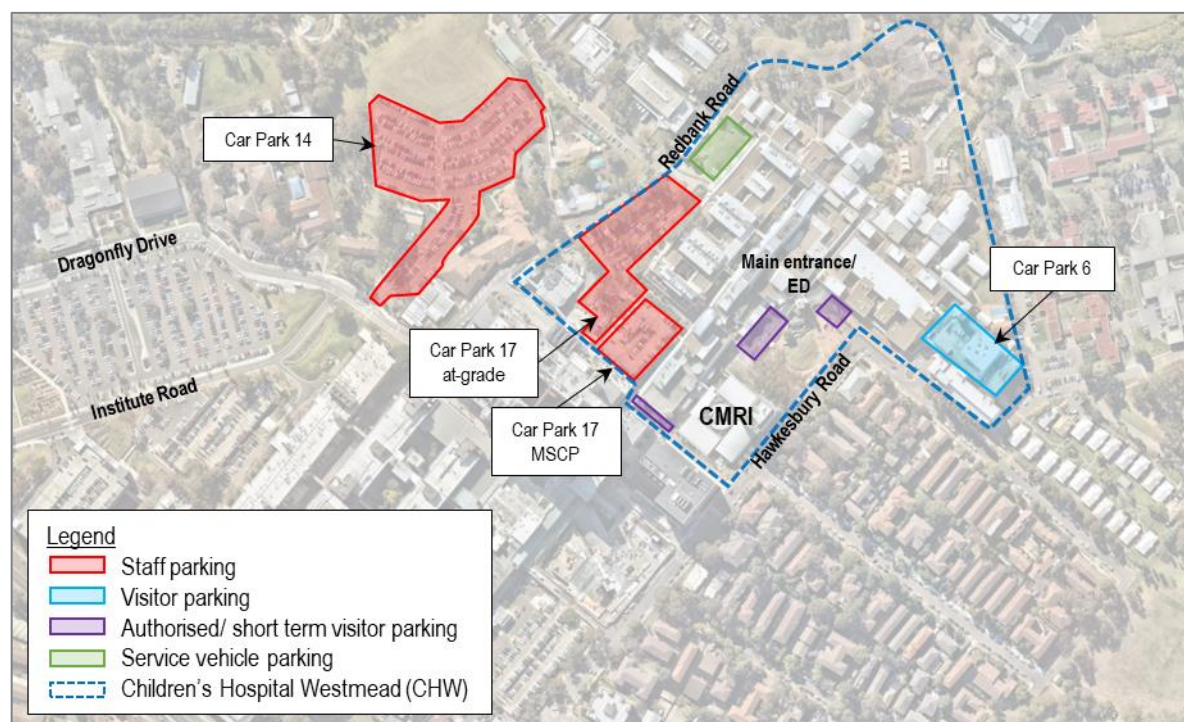 Redbank Road
Car Park 14
Dragonfly Drive
Main entrance/
ED
Car Park 6
Car Park 17
at-grade
Institute Road
Car Park 17
MSCP
CMRI
Hawkesbury Road
Legend
Staff parking
Visitor parking
Authorised/ short term visitor parking
Service vehicle parking
Children's Hospital Westmead (CHW)